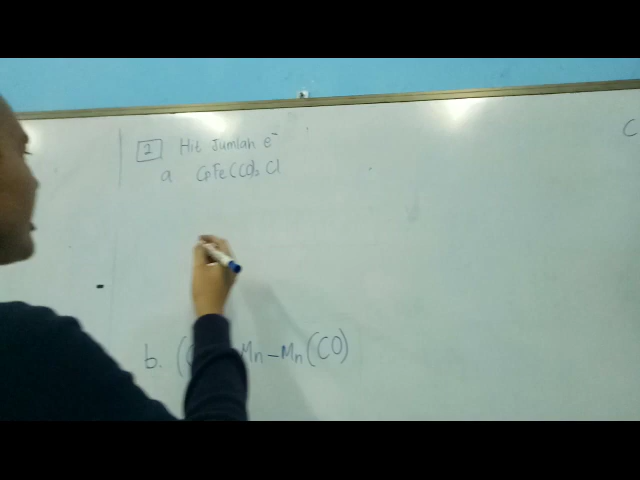 2 Hit Jumlah e⁻
a CpFe(CO)₂Cl
b. ( Mn–Mn(CO)
C